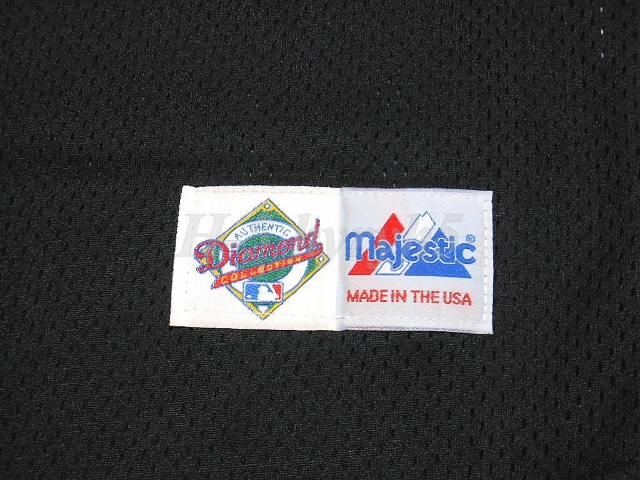 AUTHENTIC
Diamond
COLLECTION
Majestic®
MADE IN THE USA